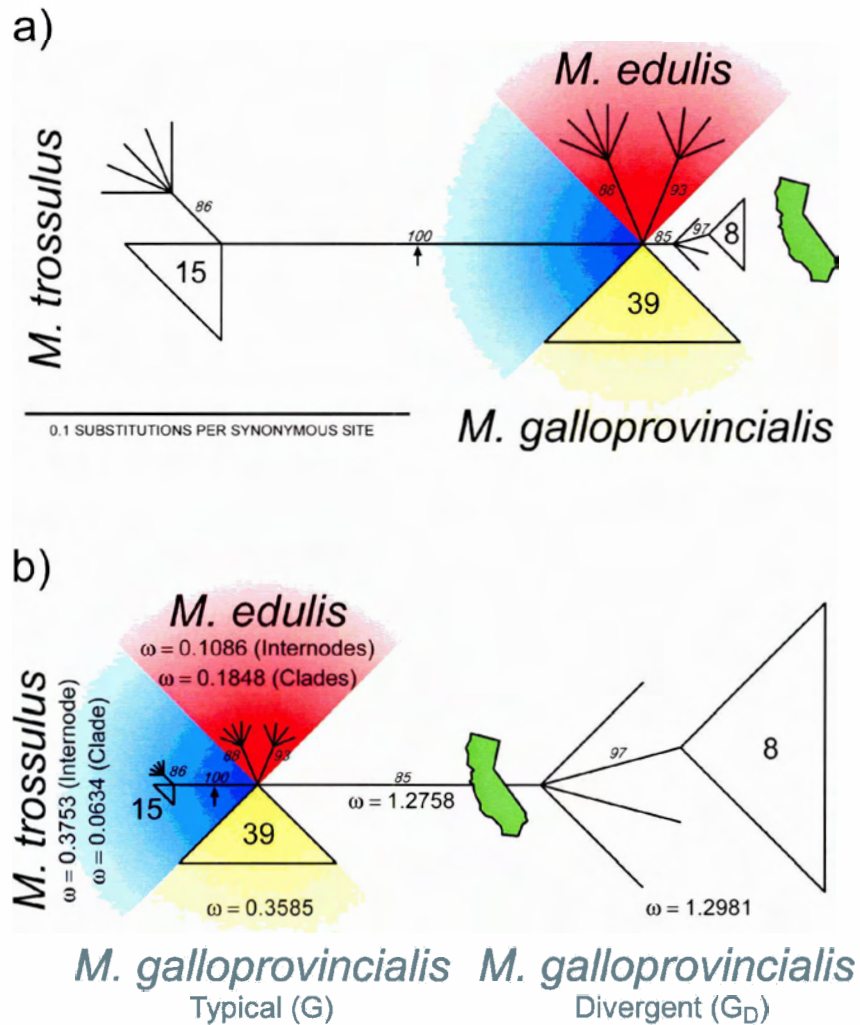 a)
M. edulis
M. trossulus
86
88
93
100
85
97
8
15
39
0.1 SUBSTITUTIONS PER SYNONYMOUS SITE
M. galloprovincialis
b)
M. edulis
ω = 0.1086 (Internodes)
ω = 0.1848 (Clades)
M. trossulus
ω = 0.3753 (Internode)
ω = 0.0634 (Clade)
86
100
88
93
85
97
15
8
ω = 1.2758
39
ω = 0.3585
ω = 1.2981
M. galloprovincialis M. galloprovincialis
Typical (G) Divergent (G_D)